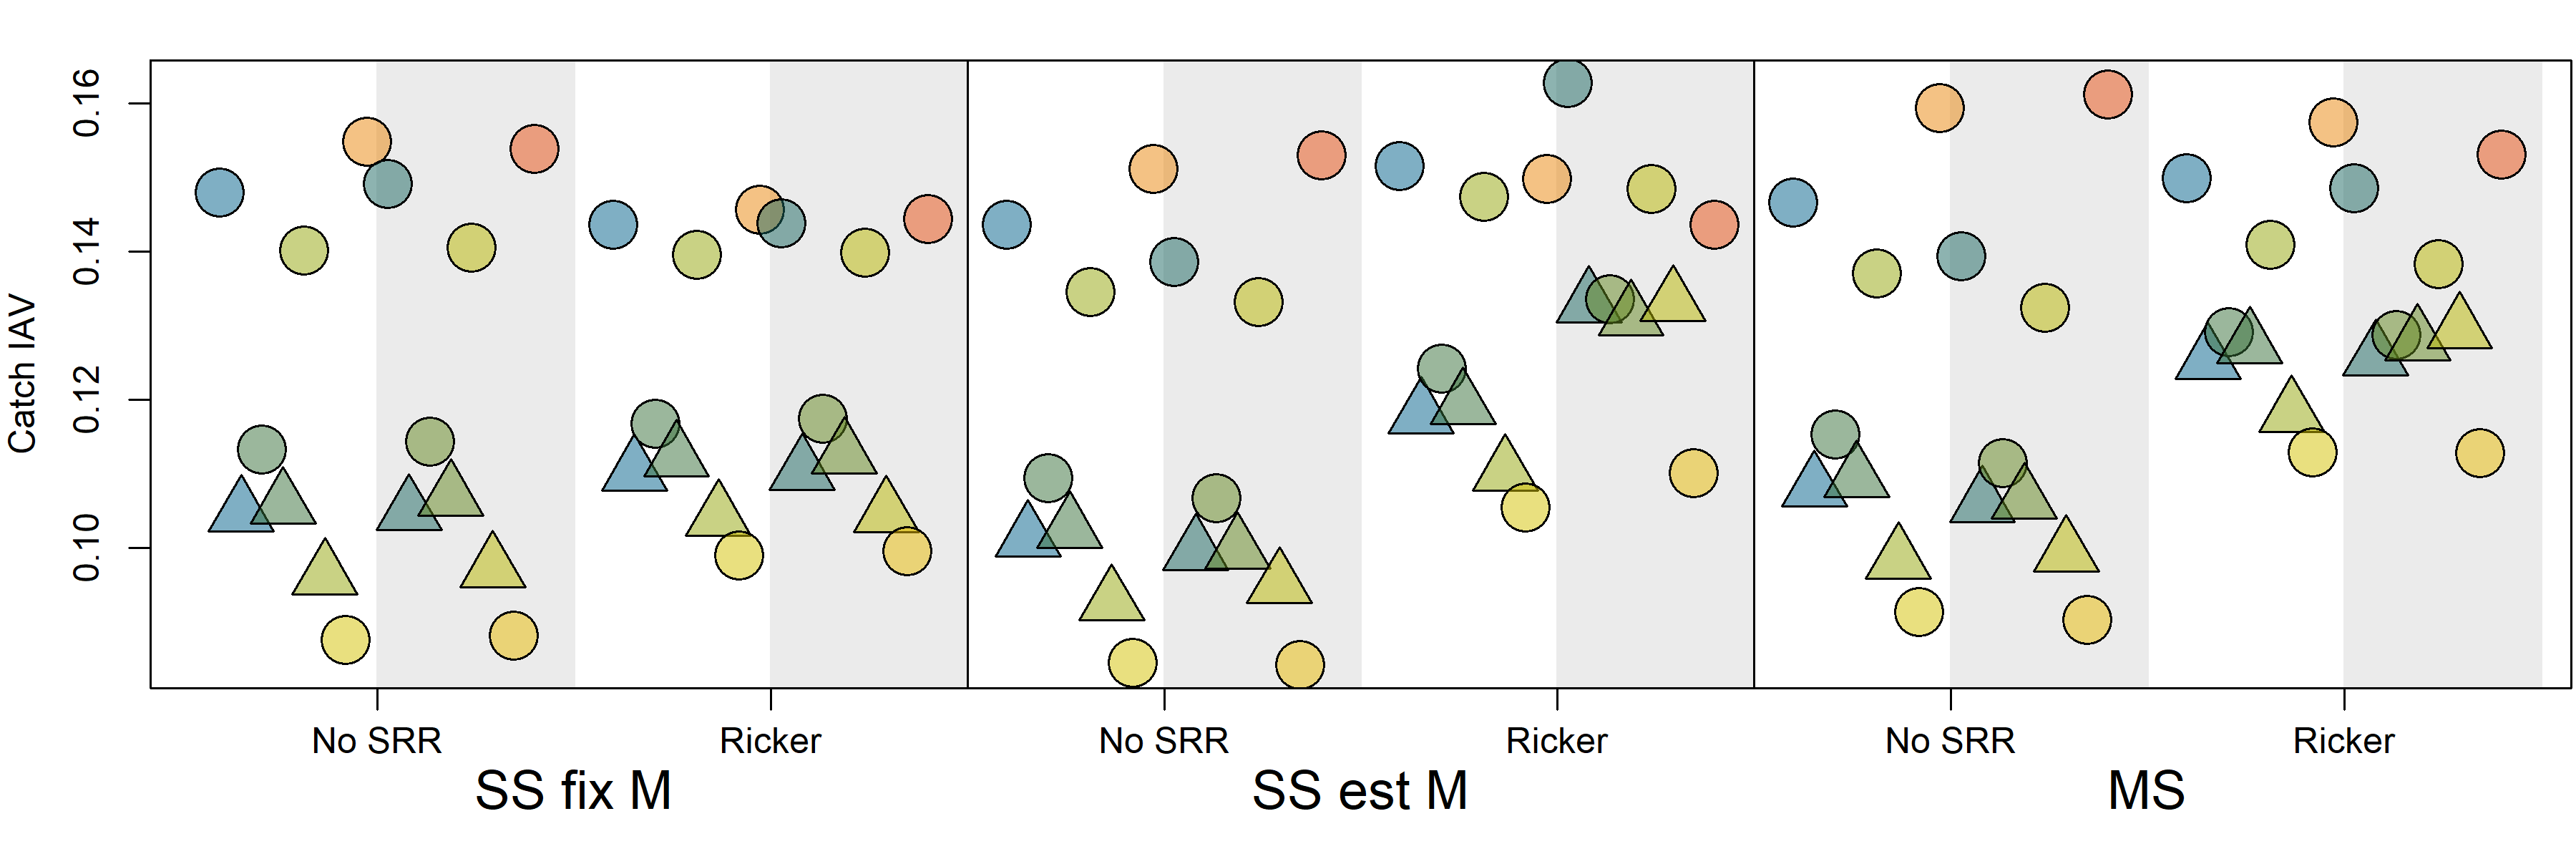 Catch IAV
0.16
0.14
0.12
0.10
No SRR Ricker No SRR Ricker No SRR Ricker
SS fix M SS est M MS